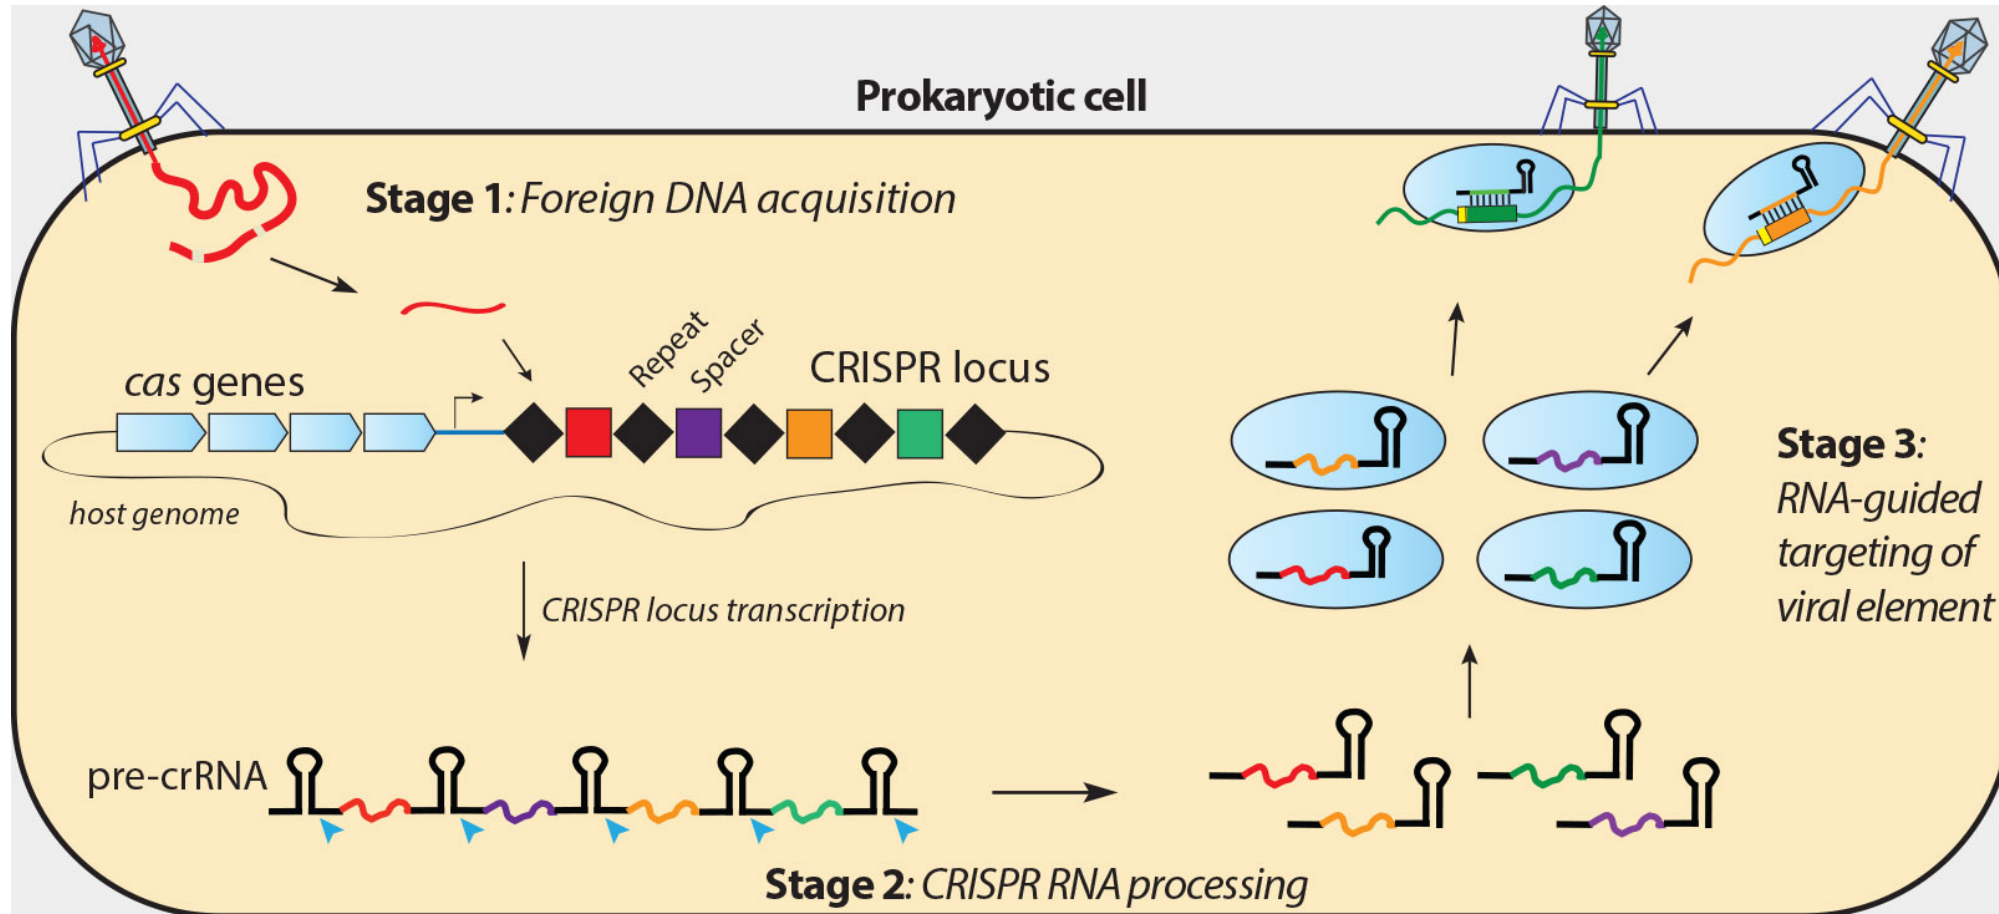 Prokaryotic cell
Stage 1: Foreign DNA acquisition
Repeat
Spacer
CRISPR locus
cas genes
host genome
CRISPR locus transcription
Stage 3:
RNA-guided
targeting of
viral element
pre-crRNA
Stage 2: CRISPR RNA processing